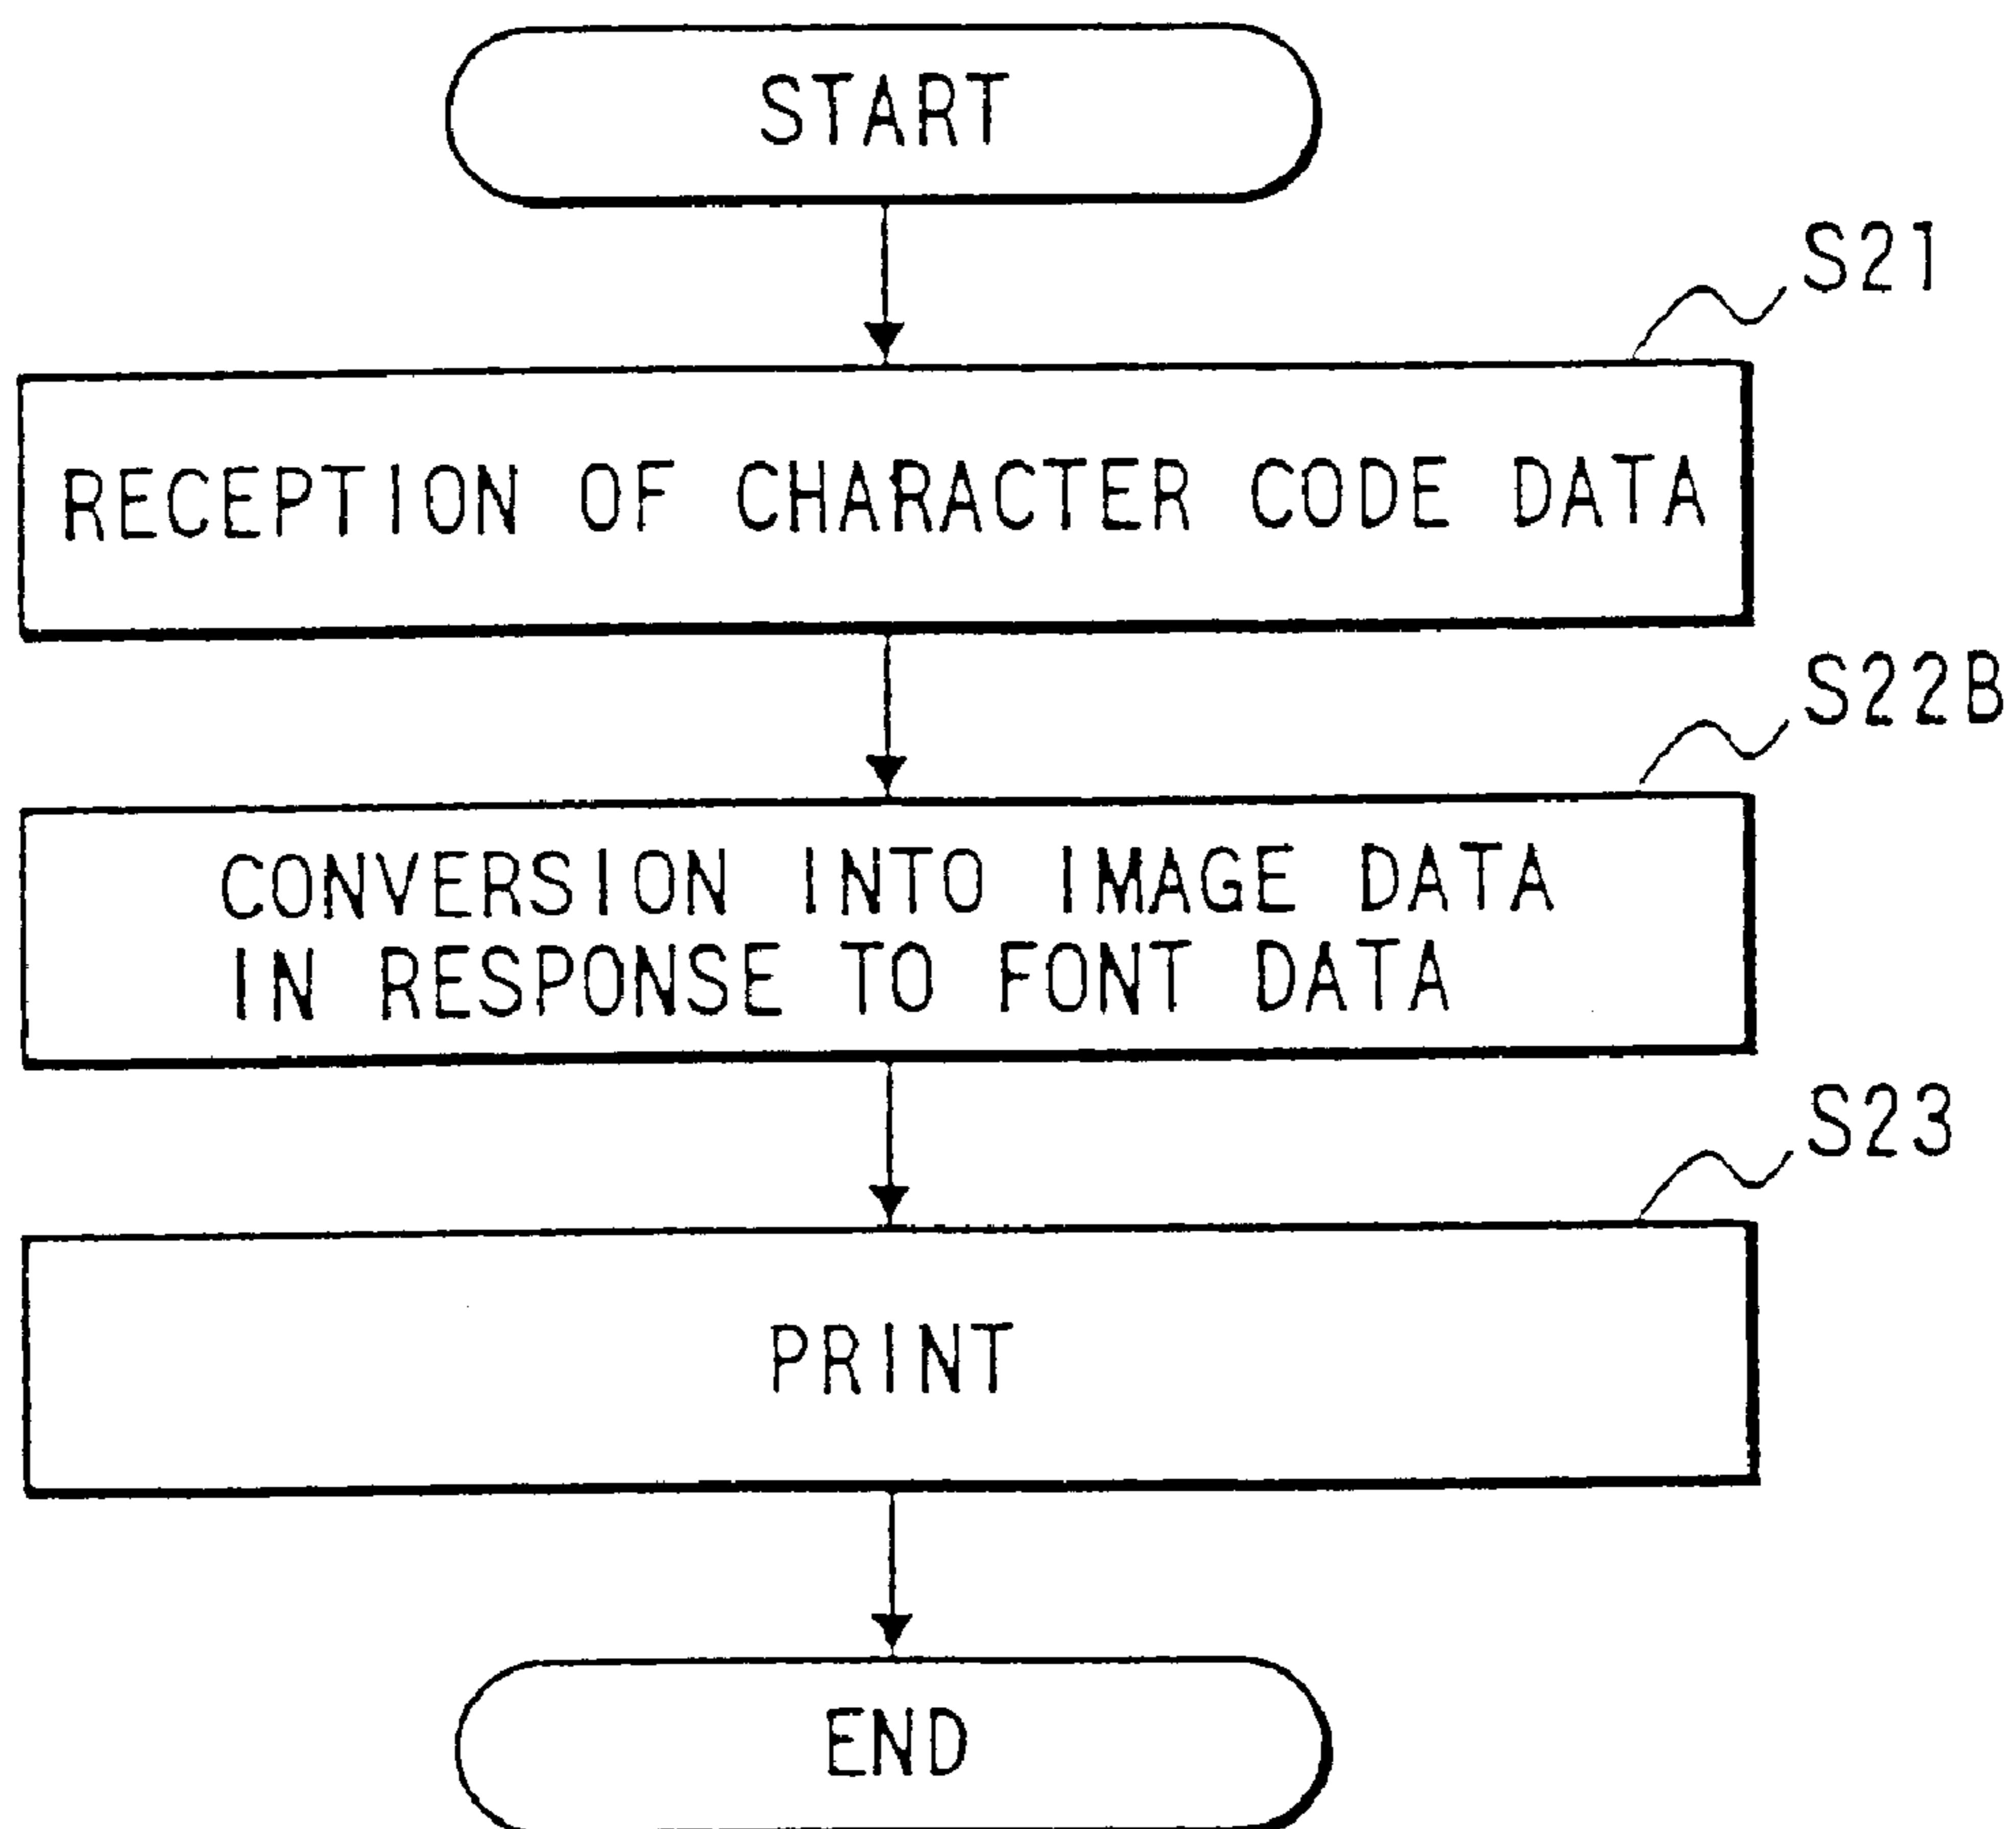 START
S21
RECEPTION OF CHARACTER CODE DATA
S22B
CONVERSION INTO IMAGE DATA
IN RESPONSE TO FONT DATA
S23
PRINT
END